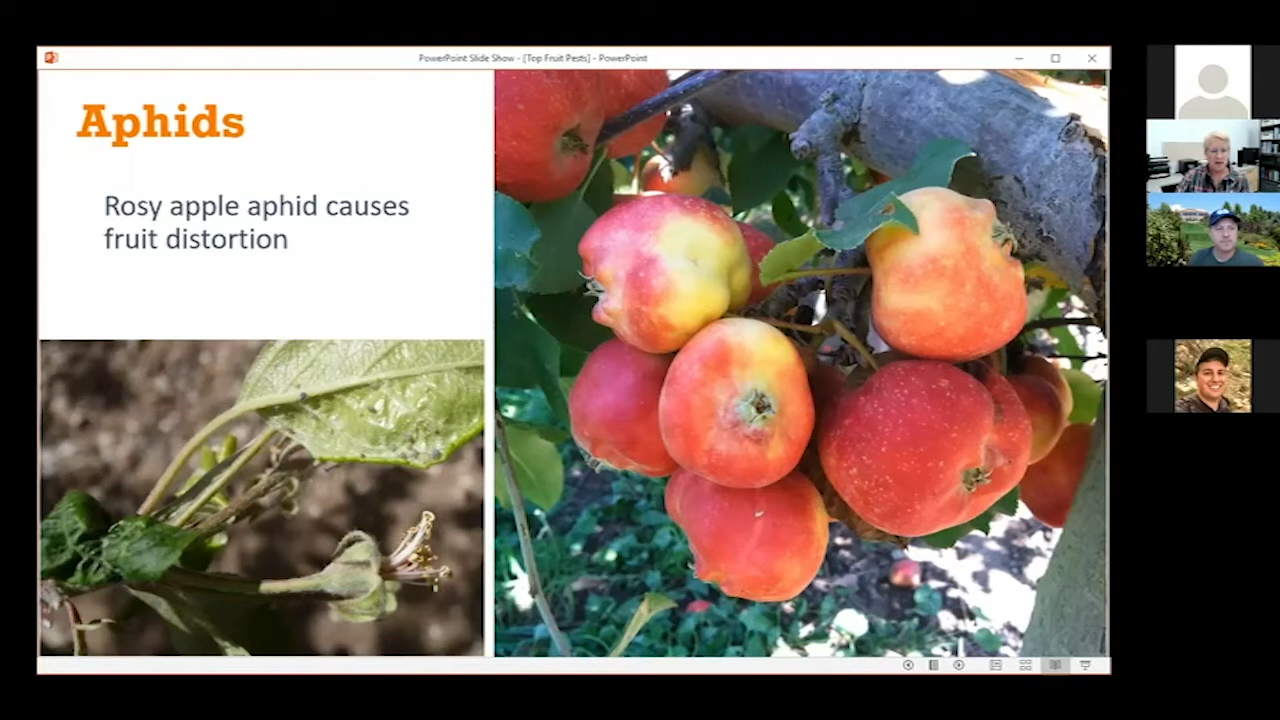 PowerPoint Slide Show - [Top Fruit Pests] - PowerPoint
Aphids
Rosy apple aphid causes
fruit distortion